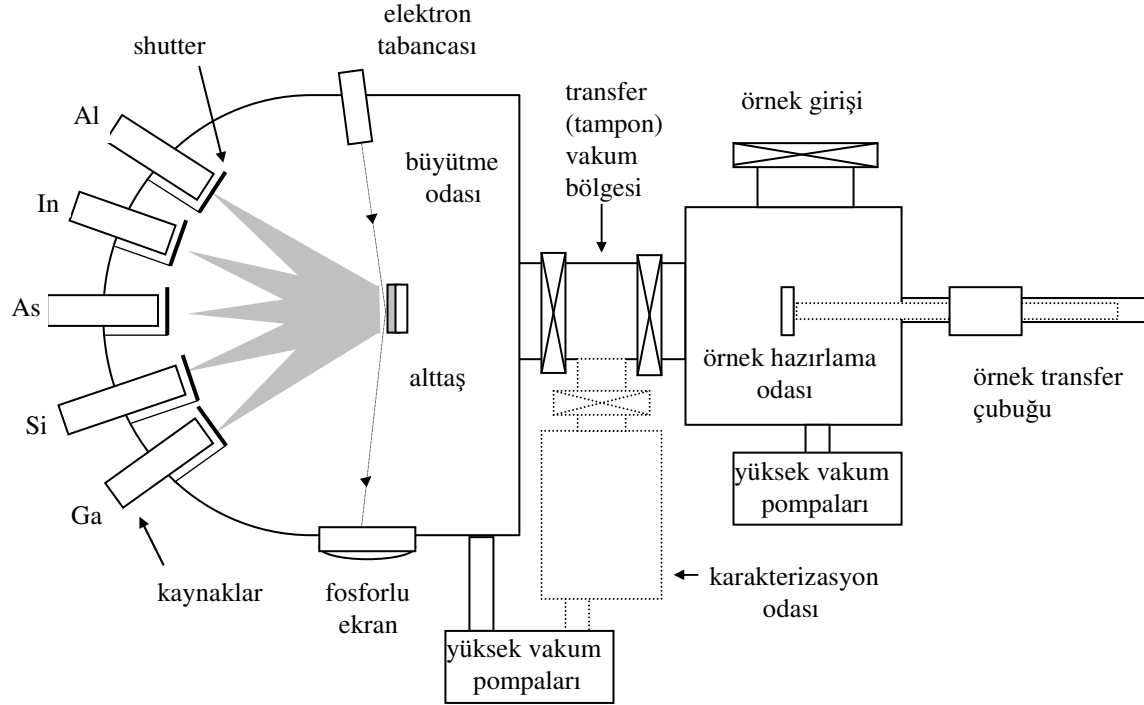 elektron
tabancası
shutter
Al
In
As
Si
Ga
kaynaklar
büyütme
odası
alttaş
fosforlu
ekran
transfer
(tampon)
vakum
bölgesi
örnek girişi
örnek hazırlama
odası
örnek transfer
çubuğu
yüksek vakum
pompaları
karakterizasyon
odası
yüksek vakum
pompaları